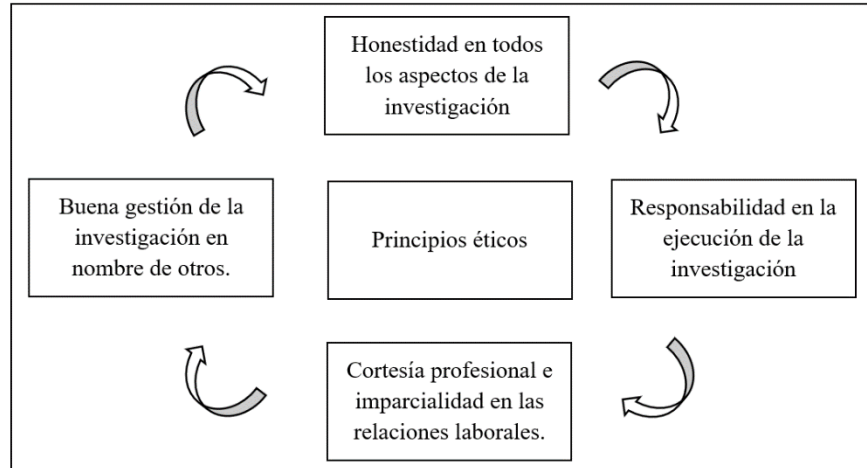 Honestidad en todos
los aspectos de la
investigación
Buena gestión de la
investigación en
nombre de otros.
Principios éticos
Responsabilidad en la
ejecución de la
investigación
Cortesía profesional e
imparcialidad en las
relaciones laborales.